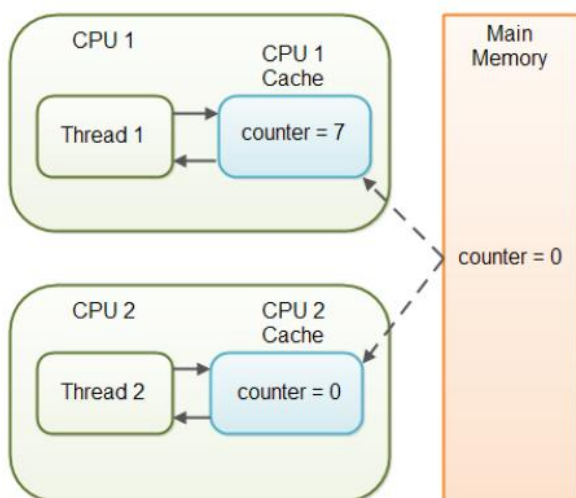 CPU 1
CPU 1
Cache
Thread 1
counter = 7
CPU 2
CPU 2
Cache
Thread 2
counter = 0
Main
Memory
counter = 0